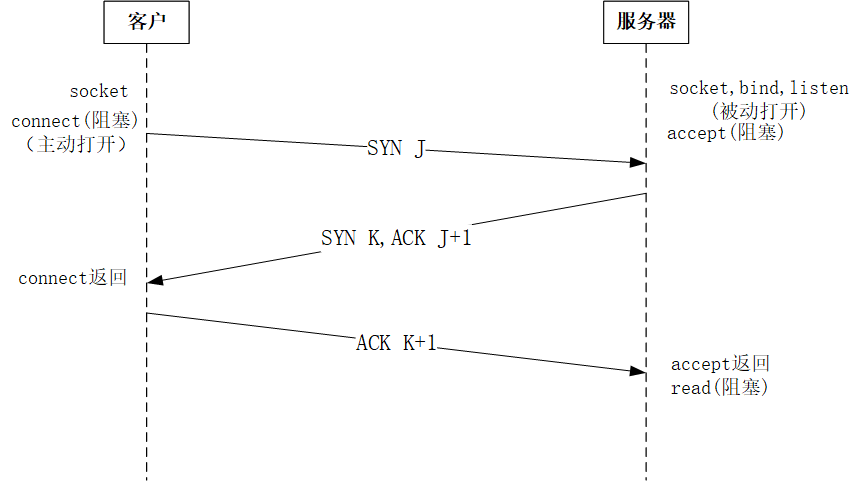 客户
服务器
socket
connect(阻塞)
（主动打开）
socket,bind,listen
(被动打开)
accept(阻塞)
SYN J
SYN K,ACK J+1
connect返回
ACK K+1
accept返回
read(阻塞)